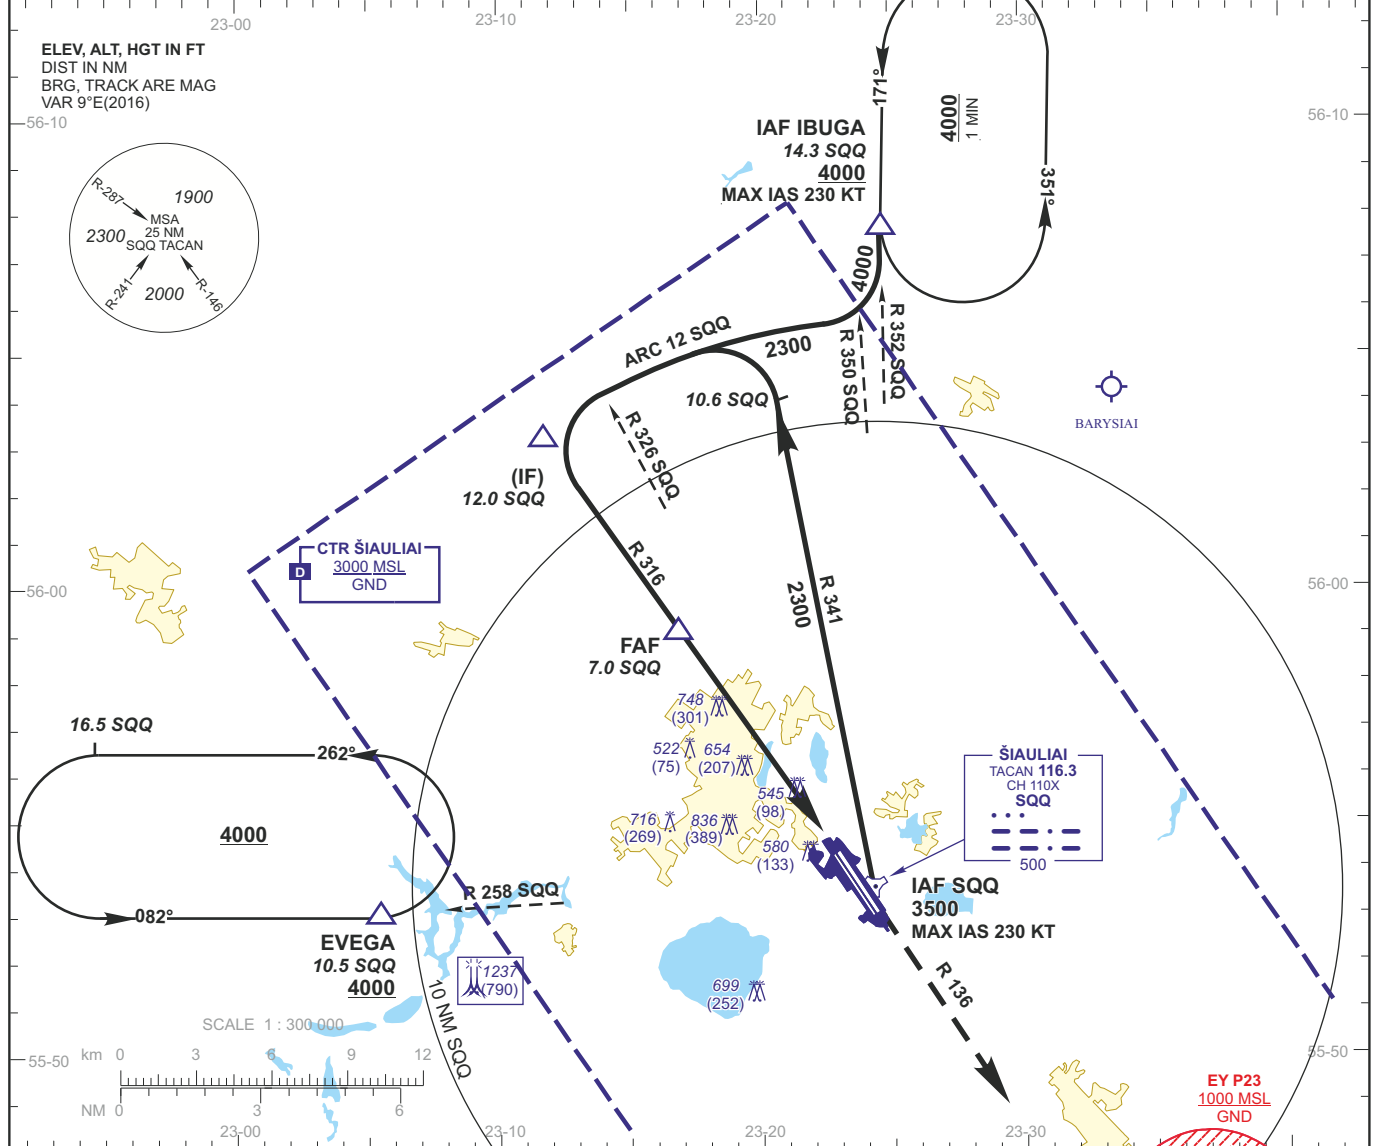 23-00
23-10
23-20
23-30
ELEV, ALT, HGT IN FT
DIST IN NM
BRG, TRACK ARE MAG
VAR 9°E(2016)
56-10
56-10
R-287
1900
MSA
25 NM
SQQ TACAN
2300
R-241
2000
R-146
171°
4000
1 MIN
351°
IAF IBUGA
14.3 SQQ
4000
MAX IAS 230 KT
4000
ARC 12 SQQ
2300
R 350 SQQ
R 352 SQQ
10.6 SQQ
BARYSIAI
R 326 SQQ
(IF)
12.0 SQQ
CTR ŠIAULIAI
D
3000 MSL
GND
R 316
R 341
2300
56-00
56-00
FAF
7.0 SQQ
748
(301)
522
(75)
654
(207)
545
(98)
716
(269)
836
(389)
580
(133)
16.5 SQQ
262°
4000
082°
R 258 SQQ
EVEGA
10.5 SQQ
4000
1237
(790)
699
(252)
ŠIAULIAI
TACAN 116.3
CH 110X
SQQ
500
IAF SQQ
3500
MAX IAS 230 KT
R 136
10 NM SQQ
SCALE 1 : 300 000
km 0 3 6 9 12
NM 0 3 6
55-50
55-50
EY P23
1000 MSL
GND
23-00
23-10
23-20
23-30